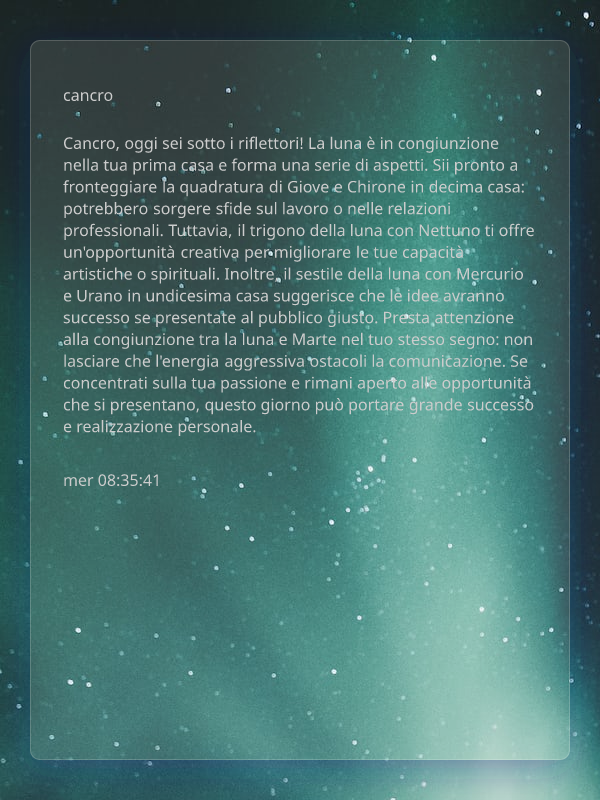 cancro
Cancro, oggi sei sotto i riflettori! La luna è in congiunzione
nella tua prima casa e forma una serie di aspetti. Sii pronto a
fronteggiare la quadratura di Giove e Chirone in decima casa:
potrebbero sorgere sfide sul lavoro o nelle relazioni
professionali. Tuttavia, il trigono della luna con Nettuno ti offre
un'opportunità creativa per migliorare le tue capacità
artistiche o spirituali. Inoltre, il sestile della luna con Mercurio
e Urano in undicesima casa suggerisce che le idee avranno
successo se presentate al pubblico giusto. Presta attenzione
alla congiunzione tra la luna e Marte nel tuo stesso segno: non
lasciare che l'energia aggressiva ostacoli la comunicazione. Se
concentrati sulla tua passione e rimani aperto alle opportunità
che si presentano, questo giorno può portare grande successo
e realizzazione personale.
mer 08:35:41